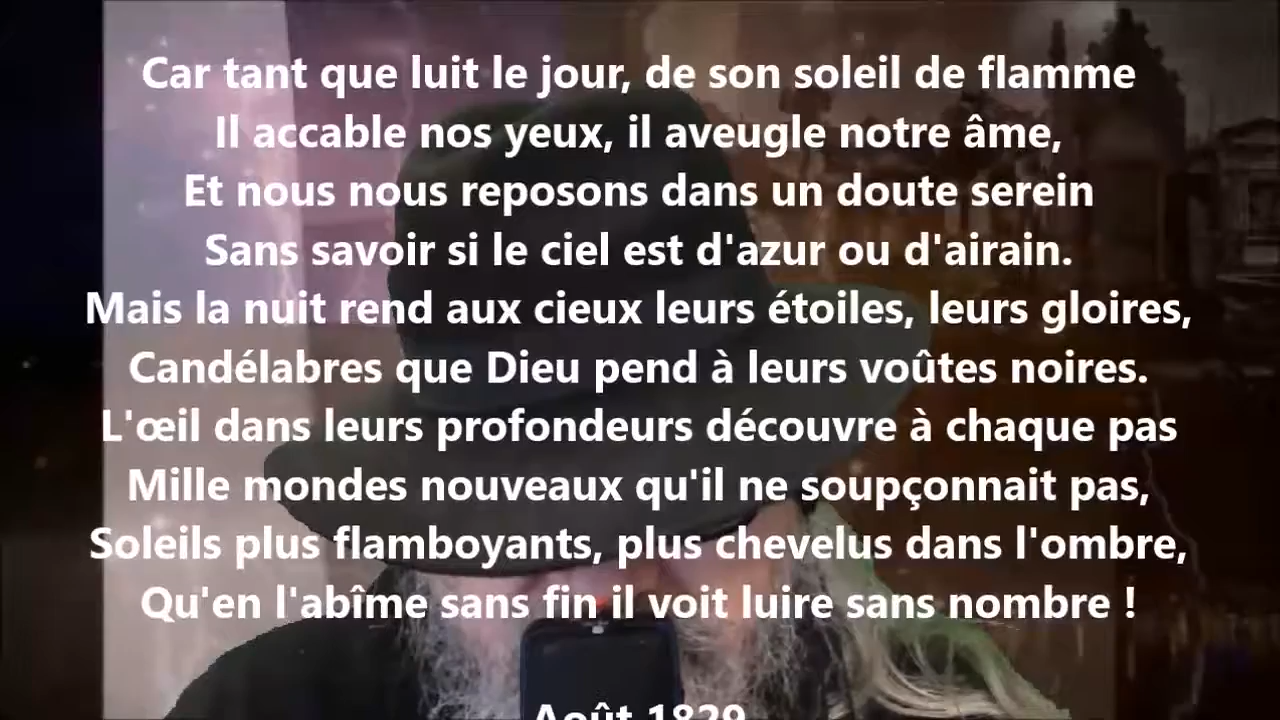 Car tant que luit le jour, de son soleil de flamme
Il accable nos yeux, il aveugle notre âme,
Et nous nous reposons dans un doute serein
Sans savoir si le ciel est d'azur ou d'airain.
Mais la nuit rend aux cieux leurs étoiles, leurs gloires,
Candélabres que Dieu pend à leurs voûtes noires.
L'œil dans leurs profondeurs découvre à chaque pas
Mille mondes nouveaux qu'il ne soupçonnait pas,
Soleils plus flamboyants, plus chevelus dans l'ombre,
Qu'en l'abîme sans fin il voit luire sans nombre !
Août 1829